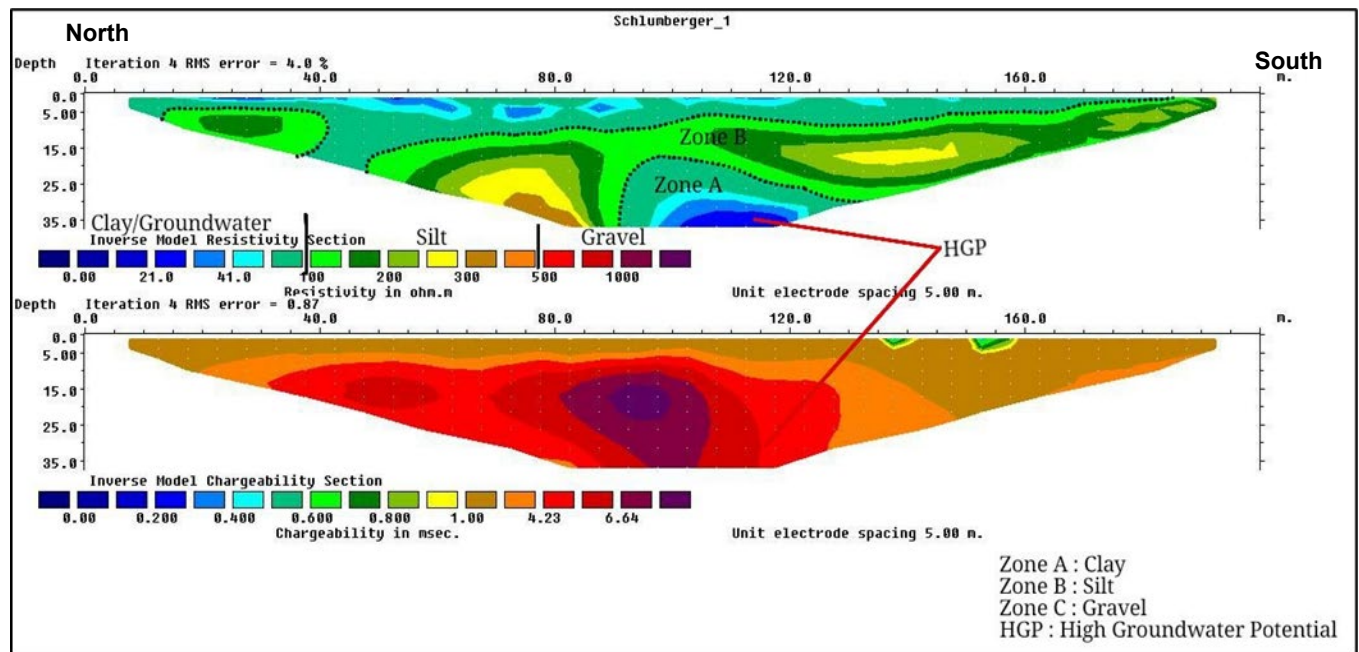 Schlumberger_1
North
South
Depth Iteration 4 RMS error = 4.0 %
0.0 40.0 80.0 120.0 160.0 m.
0.0
5.00
15.0
25.0
35.0
Zone B
Zone A
Clay/Groundwater Silt Gravel
HGP
Inverse Model Resistivity Section
0.00 21.0 41.0 100 200 300 500 1000
Resistivity in ohm.m Unit electrode spacing 5.00 m.
Depth Iteration 4 RMS error = 0.87
0.0 40.0 80.0 120.0 160.0 m.
0.0
5.00
15.0
25.0
35.0
Inverse Model Chargeability Section
0.00 0.200 0.400 0.600 0.800 1.00 4.23 6.64
Chargeability in msec. Unit electrode spacing 5.00 m.
Zone A : Clay
Zone B : Silt
Zone C : Gravel
HGP : High Groundwater Potential